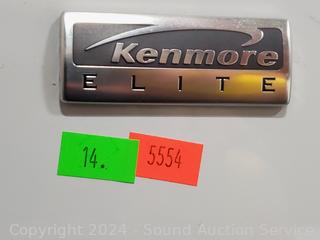 Kenmore
ELITE
14.
5554
Copyright 2024 - Sound Auction Service